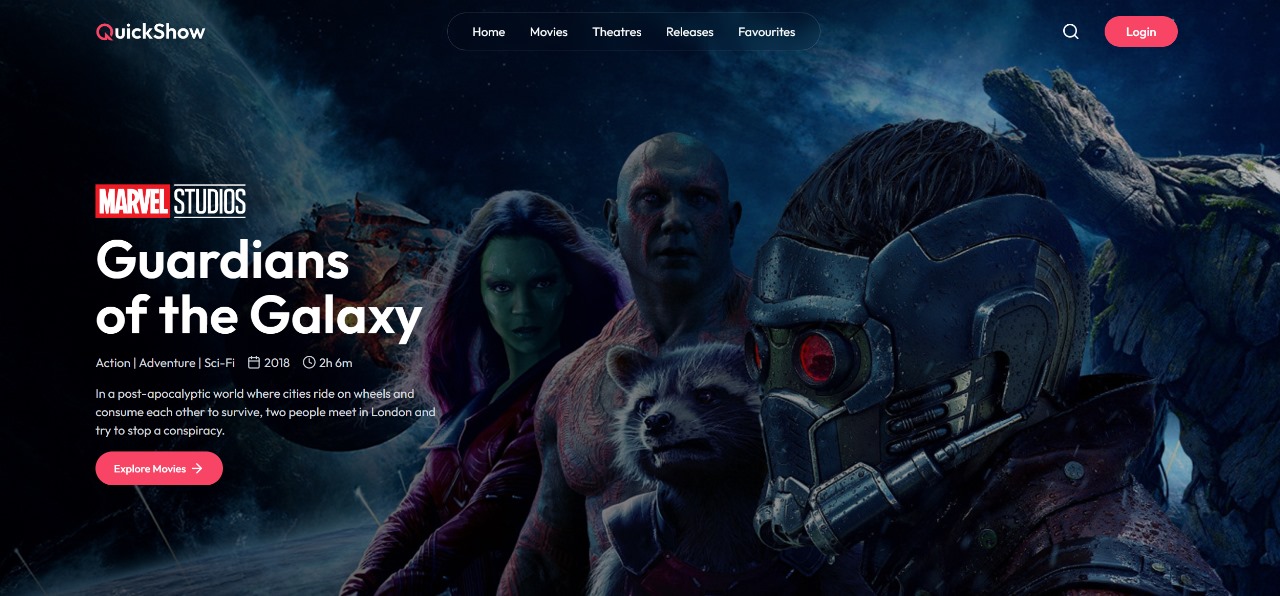 QuickShow
Home Movies Theatres Releases Favourites
Login
MARVEL STUDIOS
Guardians
of the Galaxy
Action | Adventure | Sci-Fi 2018 2h 6m
In a post-apocalyptic world where cities ride on wheels and
consume each other to survive, two people meet in London and
try to stop a conspiracy.
Explore Movies